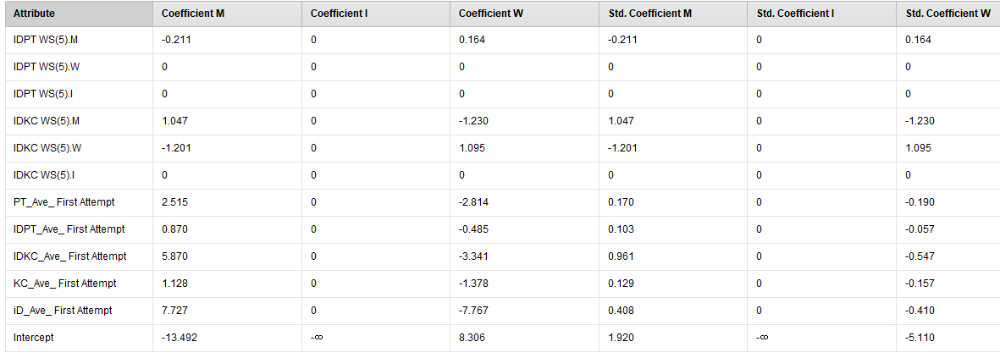 Attribute Coefficient M Coefficient I Coefficient W Std. Coefficient M Std. Coefficient I Std. Coefficient W
IDPT WS(5).M -0.211 0 0.164 -0.211 0 0.164
IDPT WS(5).W 0 0 0 0 0 0
IDPT WS(5).I 0 0 0 0 0 0
IDKC WS(5).M 1.047 0 -1.230 1.047 0 -1.230
IDKC WS(5).W -1.201 0 1.095 -1.201 0 1.095
IDKC WS(5).I 0 0 0 0 0 0
PT_Ave_ First Attempt 2.515 0 -2.814 0.170 0 -0.190
IDPT_Ave_ First Attempt 0.870 0 -0.485 0.103 0 -0.057
IDKC_Ave_ First Attempt 5.870 0 -3.341 0.961 0 -0.547
KC_Ave_ First Attempt 1.128 0 -1.378 0.129 0 -0.157
iD_Ave_ First Attempt 7.727 0 -7.767 0.408 0 -0.410
Intercept -13.492 -∞ 8.306 1.920 -∞ -5.110